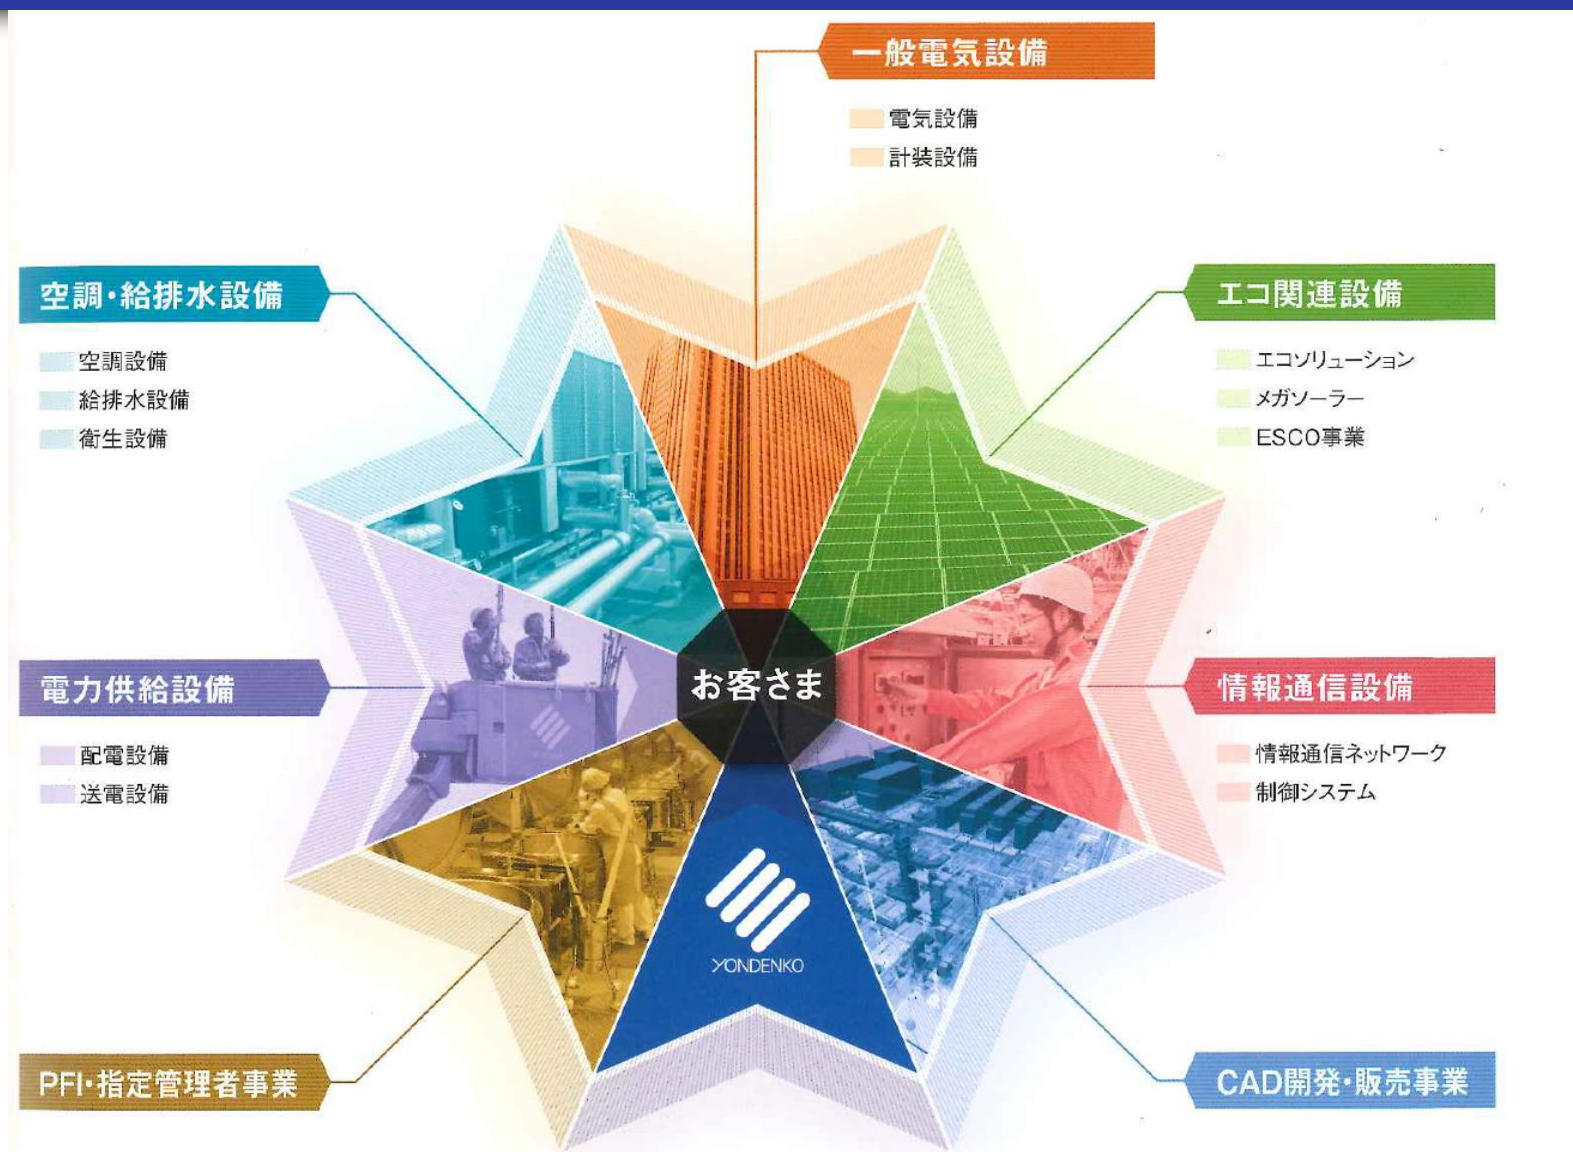 一般電気設備
電気設備
計装設備
空調・給排水設備
空調設備
給排水設備
衛生設備
エコ関連設備
エコソリューション
メガソーラー
ESCO事業
お客さま
電力供給設備
配電設備
送電設備
情報通信設備
情報通信ネットワーク
制御システム
YONDENKO
PFI・指定管理者事業
CAD開発・販売事業